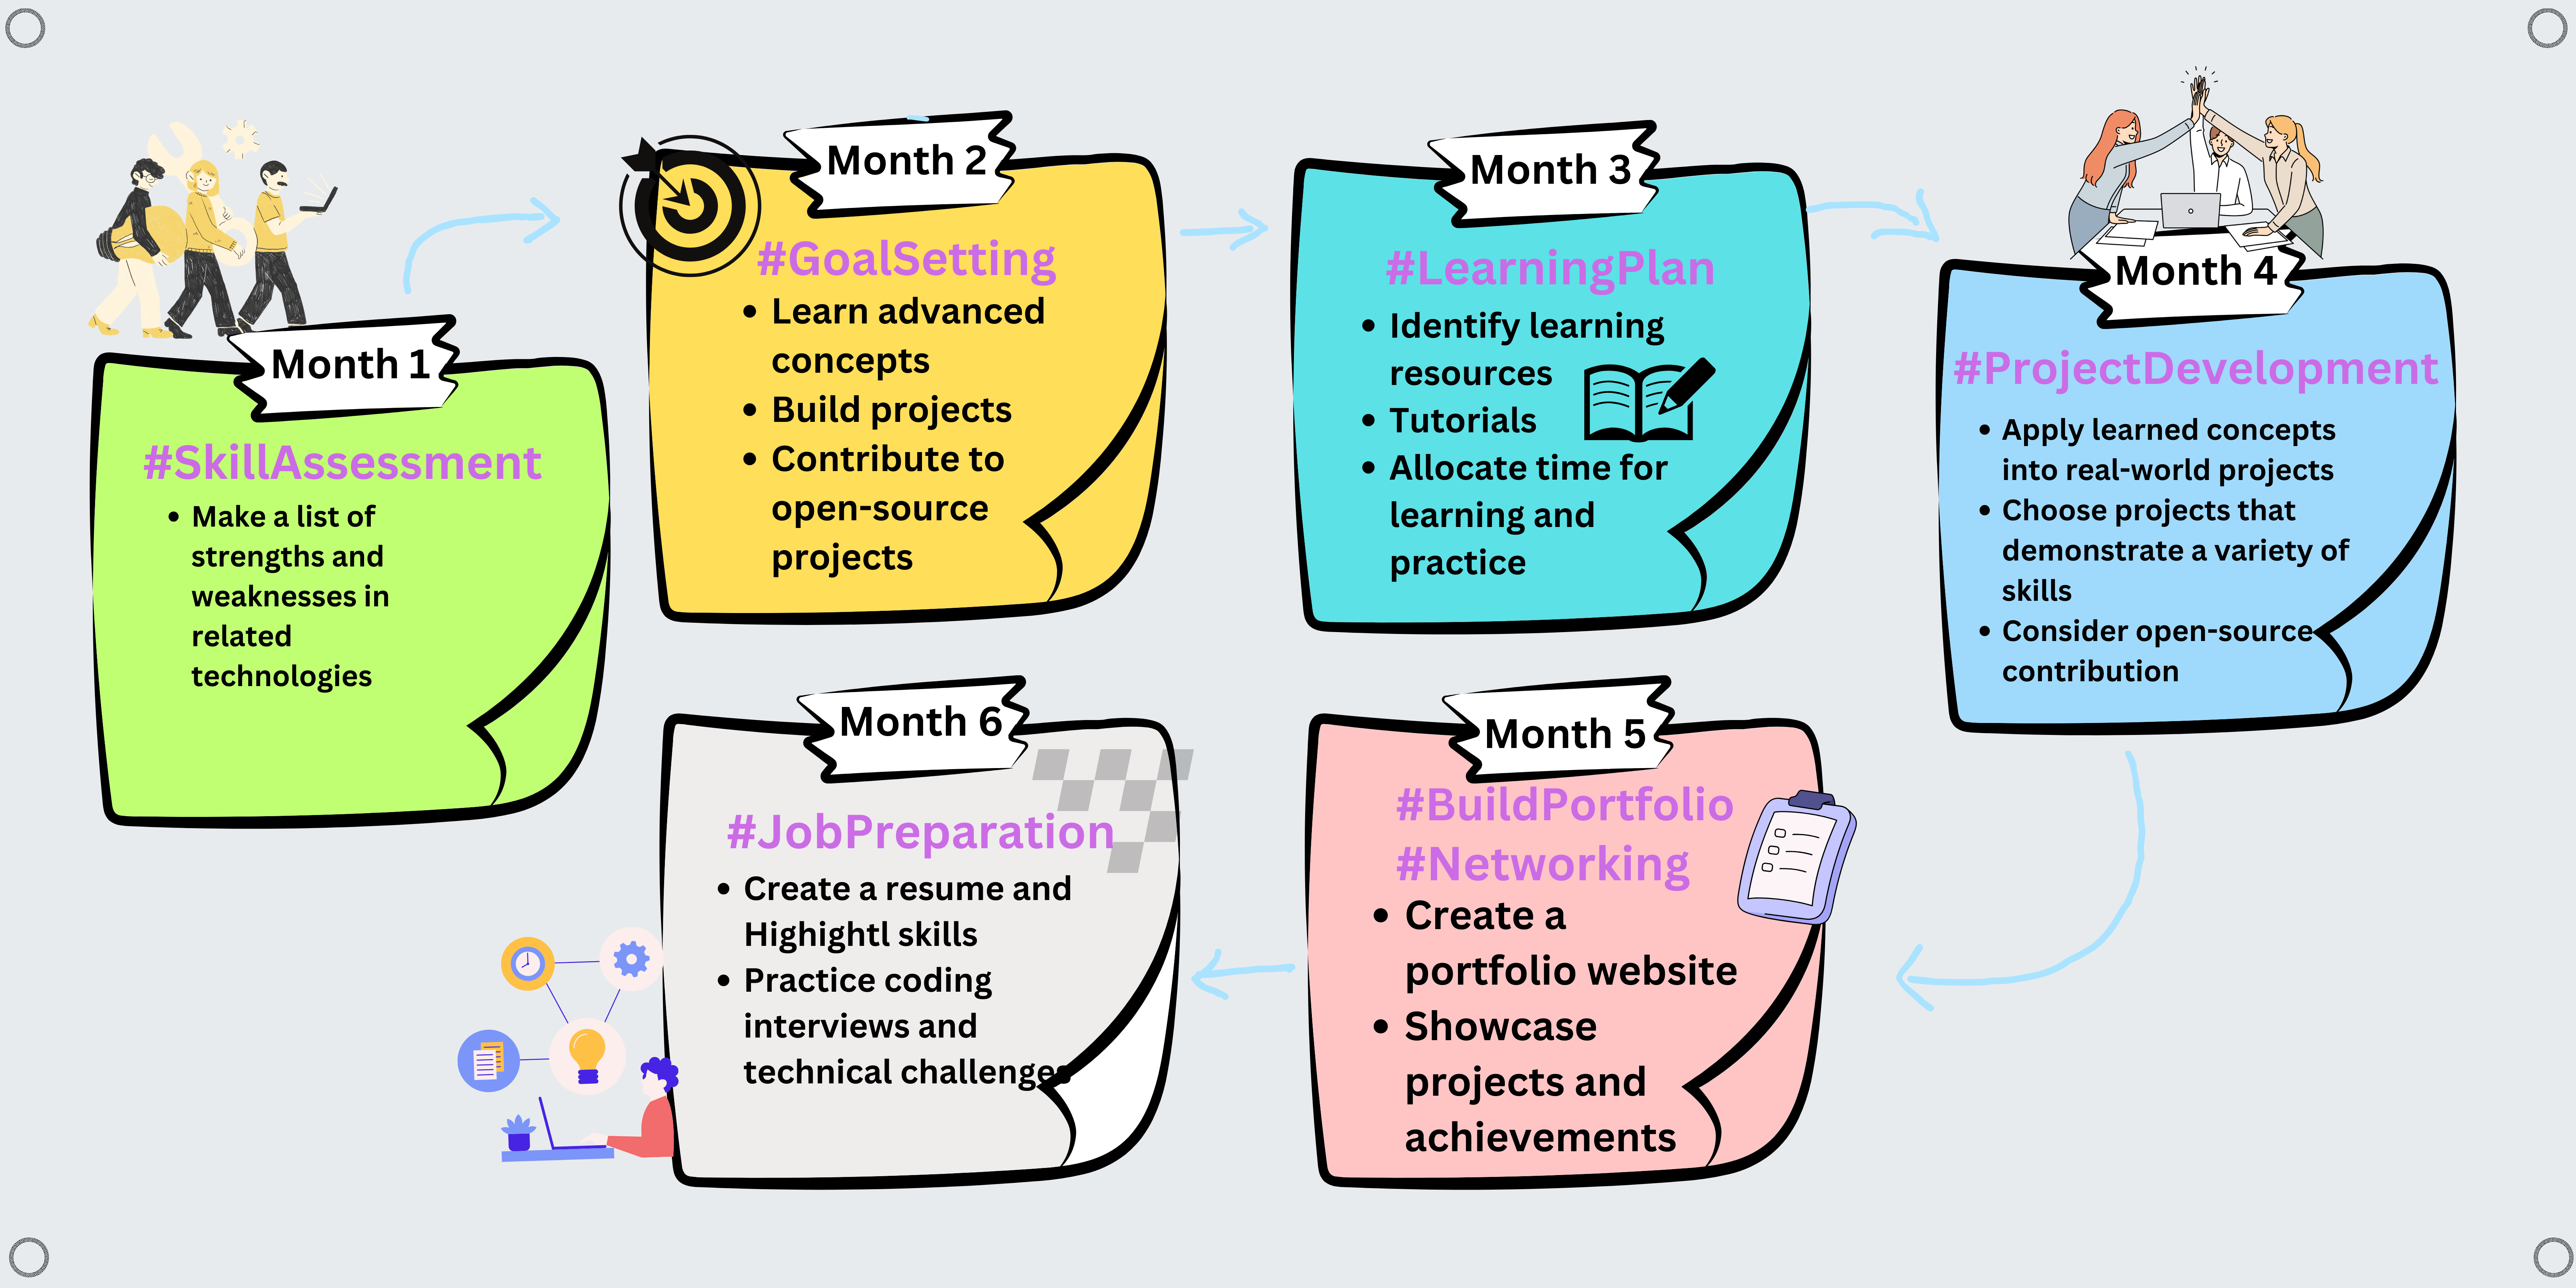 Month 1
#SkillAssessment
• Make a list of
strengths and
weaknesses in
related
technologies
Month 2
#GoalSetting
• Learn advanced
concepts
• Build projects
• Contribute to
open-source
projects
Month 3
#LearningPlan
• Identify learning
resources
• Tutorials
• Allocate time for
learning and
practice
Month 4
#ProjectDevelopment
• Apply learned concepts
into real-world projects
• Choose projects that
demonstrate a variety of
skills
• Consider open-source
contribution
Month 5
#BuildPortfolio
#Networking
• Create a
portfolio website
• Showcase
projects and
achievements
Month 6
#JobPreparation
• Create a resume and
Highightl skills
• Practice coding
interviews and
technical challenges